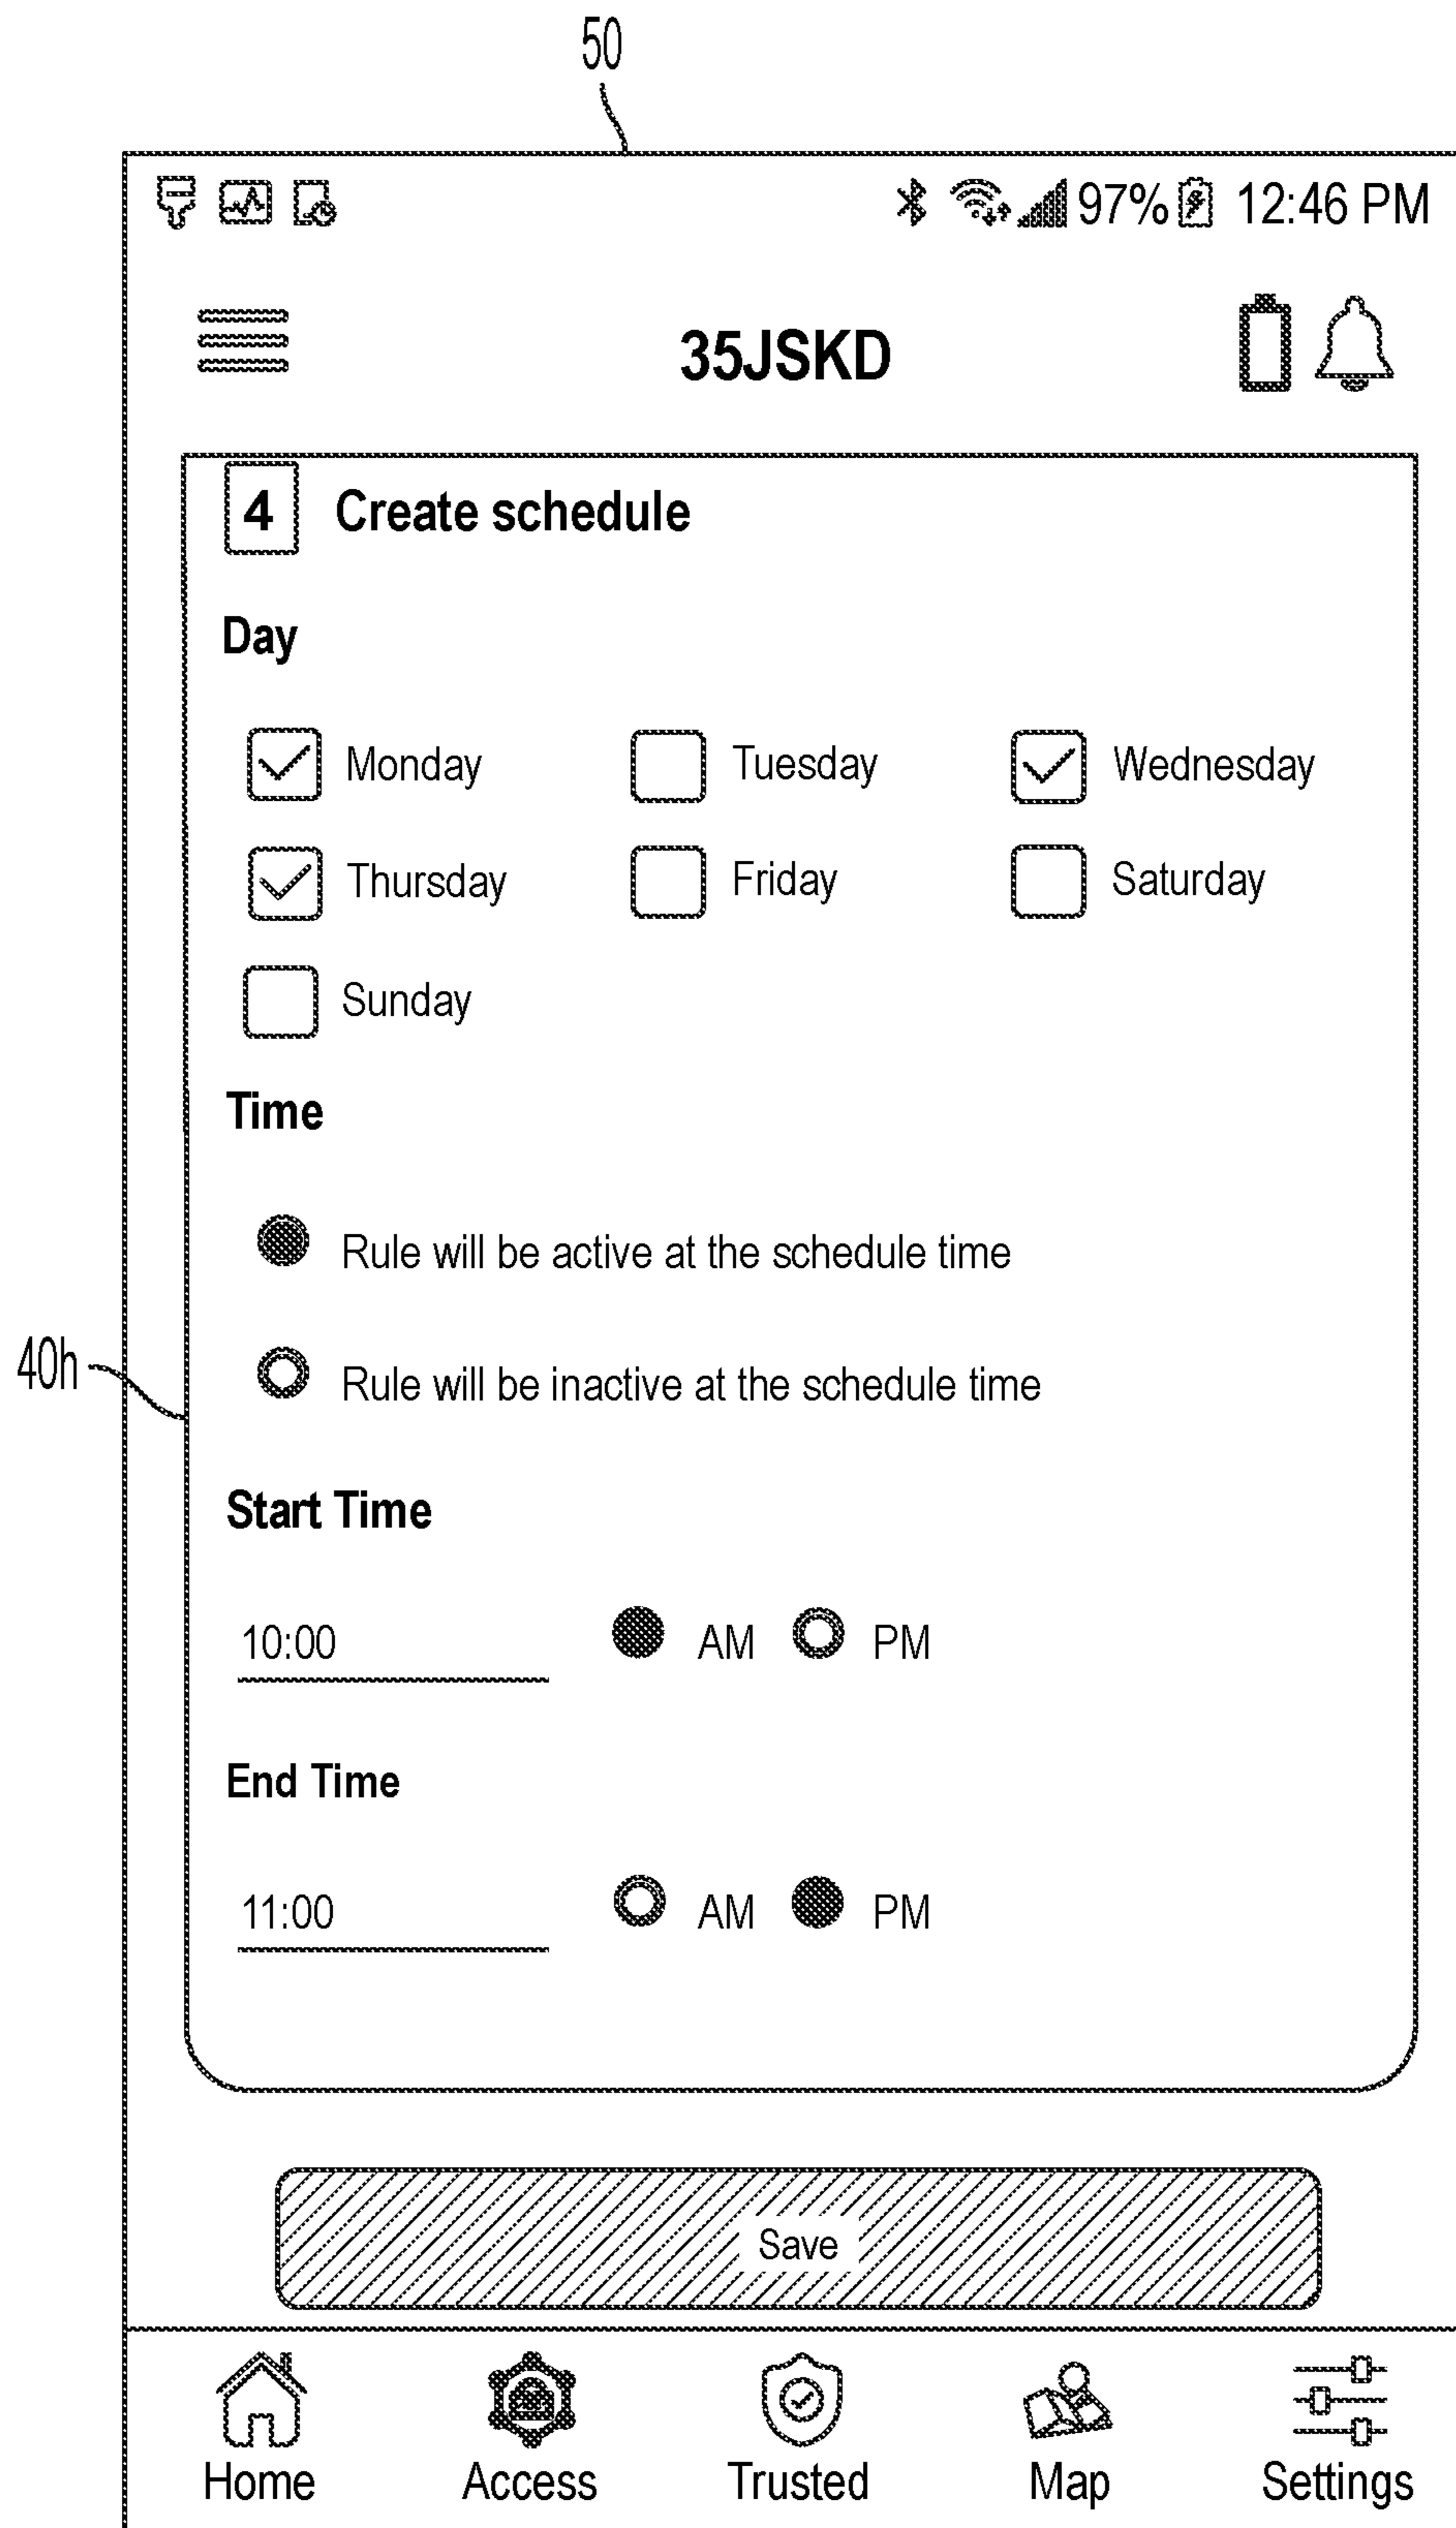 50
97% 12:46 PM
35JSKD
4 Create schedule
Day
Monday Tuesday Wednesday
Thursday Friday Saturday
Sunday
Time
Rule will be active at the schedule time
40h
Rule will be inactive at the schedule time
Start Time
10:00 AM PM
End Time
11:00 AM PM
Save
Home Access Trusted Map Settings